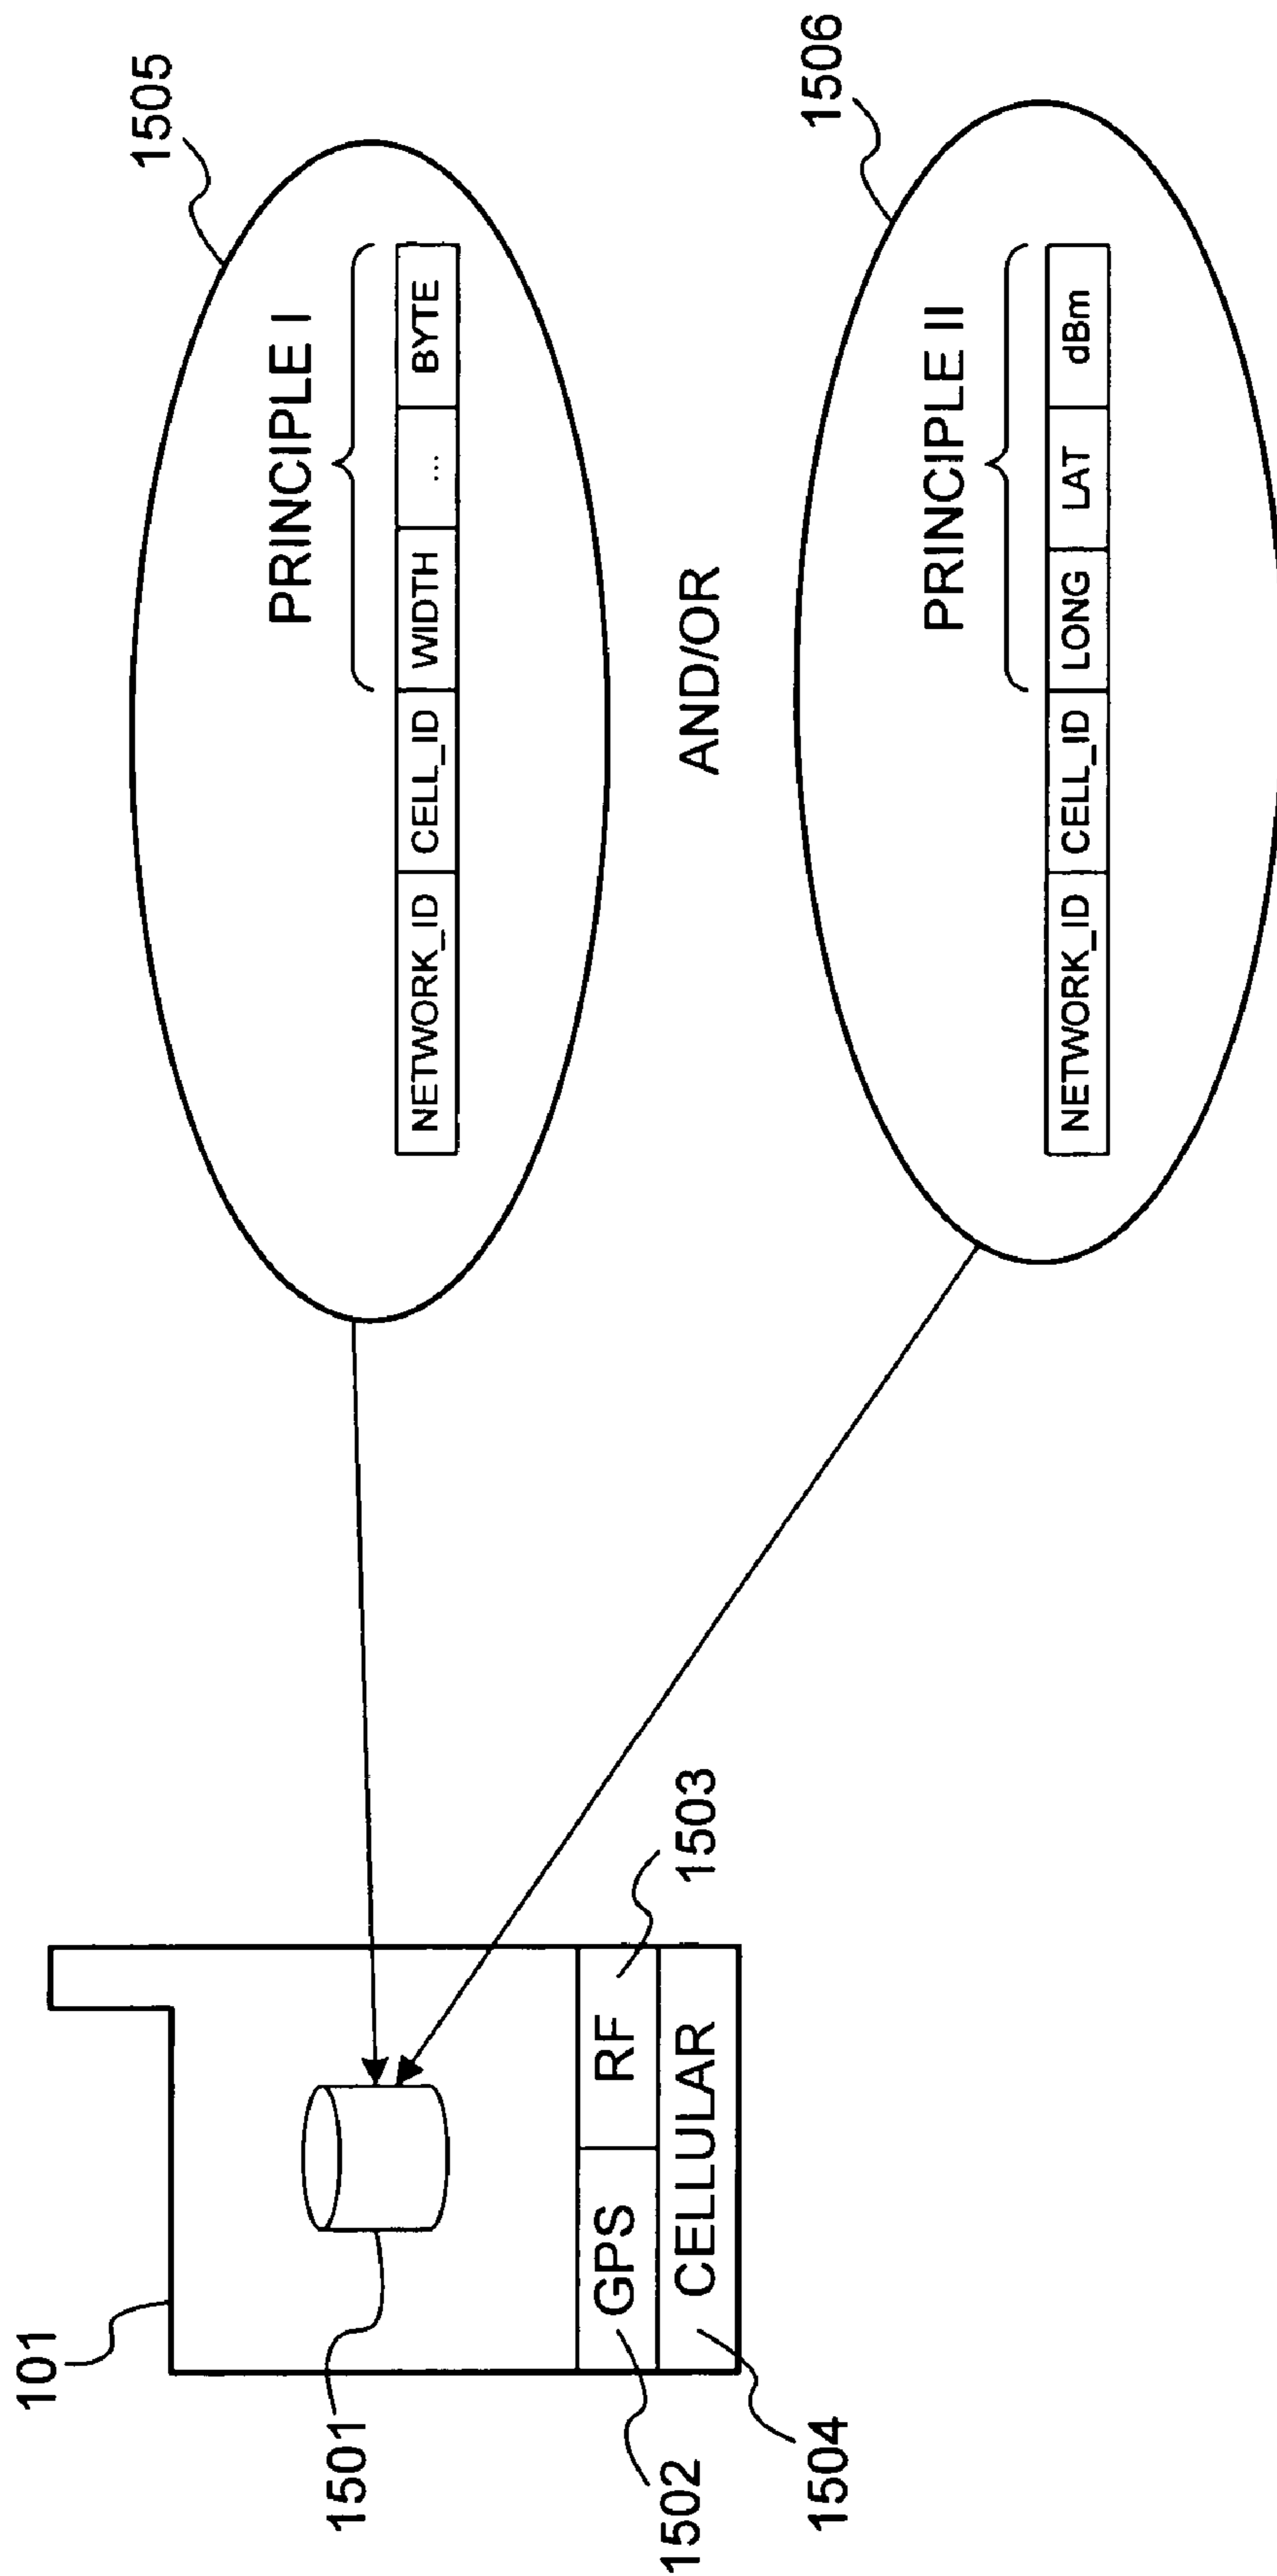 101
1501
1502
GPS
RF
1503
CELLULAR
1504
1505
PRINCIPLE I
NETWORK_ID CELL_ID WIDTH ... BYTE
AND/OR
1506
PRINCIPLE II
NETWORK_ID CELL_ID LONG LAT dBm